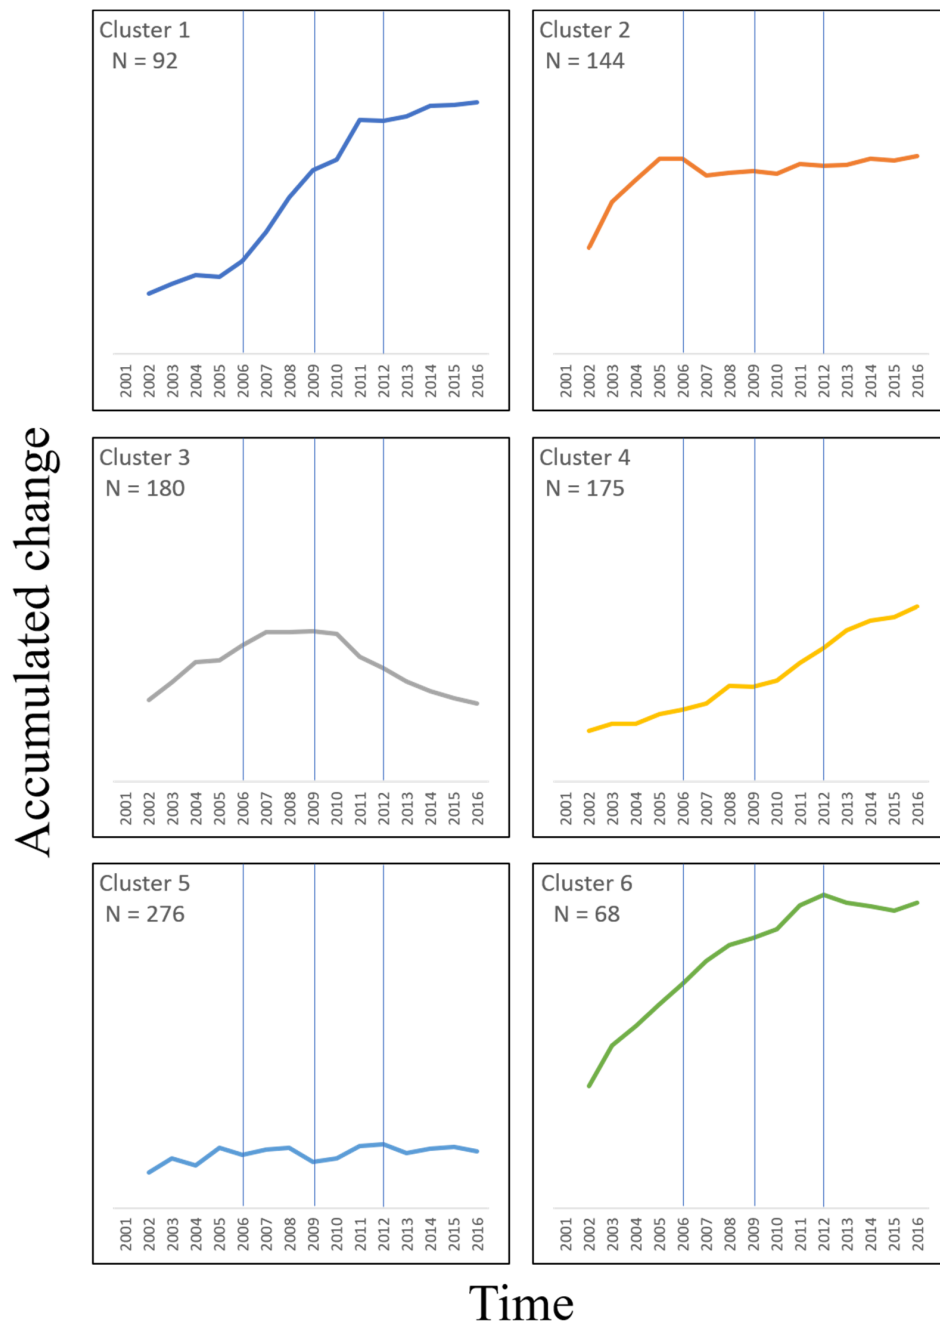 Cluster 1
N = 92
2001 2002 2003 2004 2005 2006 2007 2008 2009 2010 2011 2012 2013 2014 2015 2016
Cluster 2
N = 144
2001 2002 2003 2004 2005 2006 2007 2008 2009 2010 2011 2012 2013 2014 2015 2016
Accumulated change
Cluster 3
N = 180
2001 2002 2003 2004 2005 2006 2007 2008 2009 2010 2011 2012 2013 2014 2015 2016
Cluster 4
N = 175
2001 2002 2003 2004 2005 2006 2007 2008 2009 2010 2011 2012 2013 2014 2015 2016
Cluster 5
N = 276
2001 2002 2003 2004 2005 2006 2007 2008 2009 2010 2011 2012 2013 2014 2015 2016
Cluster 6
N = 68
2001 2002 2003 2004 2005 2006 2007 2008 2009 2010 2011 2012 2013 2014 2015 2016
Time